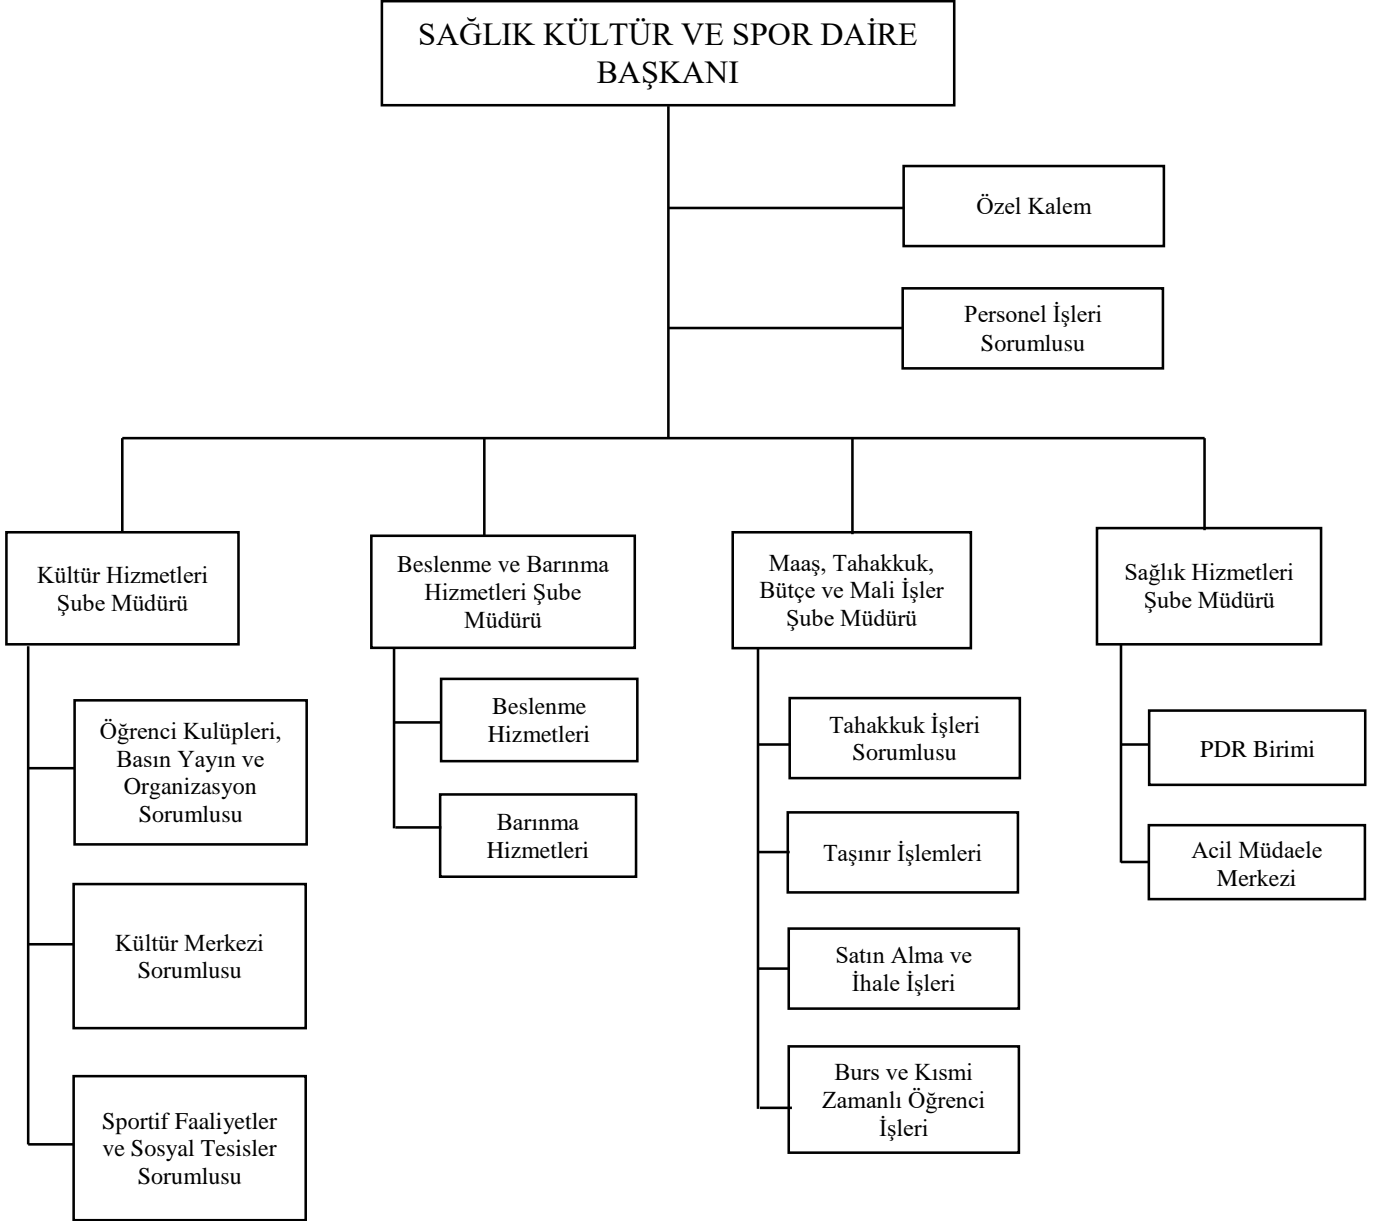 SAĞLIK KÜLTÜR VE SPOR DAİRE
BAŞKANI
Özel Kalem
Personel İşleri
Sorumlusu
Kültür Hizmetleri
Şube Müdürü
Beslenme ve Barınma
Hizmetleri Şube
Müdürü
Maaş, Tahakkuk,
Bütçe ve Mali İşler
Şube Müdürü
Sağlık Hizmetleri
Şube Müdürü
Öğrenci Kulüpleri,
Basın Yayın ve
Organizasyon
Sorumlusu
Kültür Merkezi
Sorumlusu
Sportif Faaliyetler
ve Sosyal Tesisler
Sorumlusu
Beslenme
Hizmetleri
Barınma
Hizmetleri
Tahakkuk İşleri
Sorumlusu
Taşınır İşlemleri
Satın Alma ve
İhale İşleri
Burs ve Kısmi
Zamanlı Öğrenci
İşleri
PDR Birimi
Acil Müdaele
Merkezi